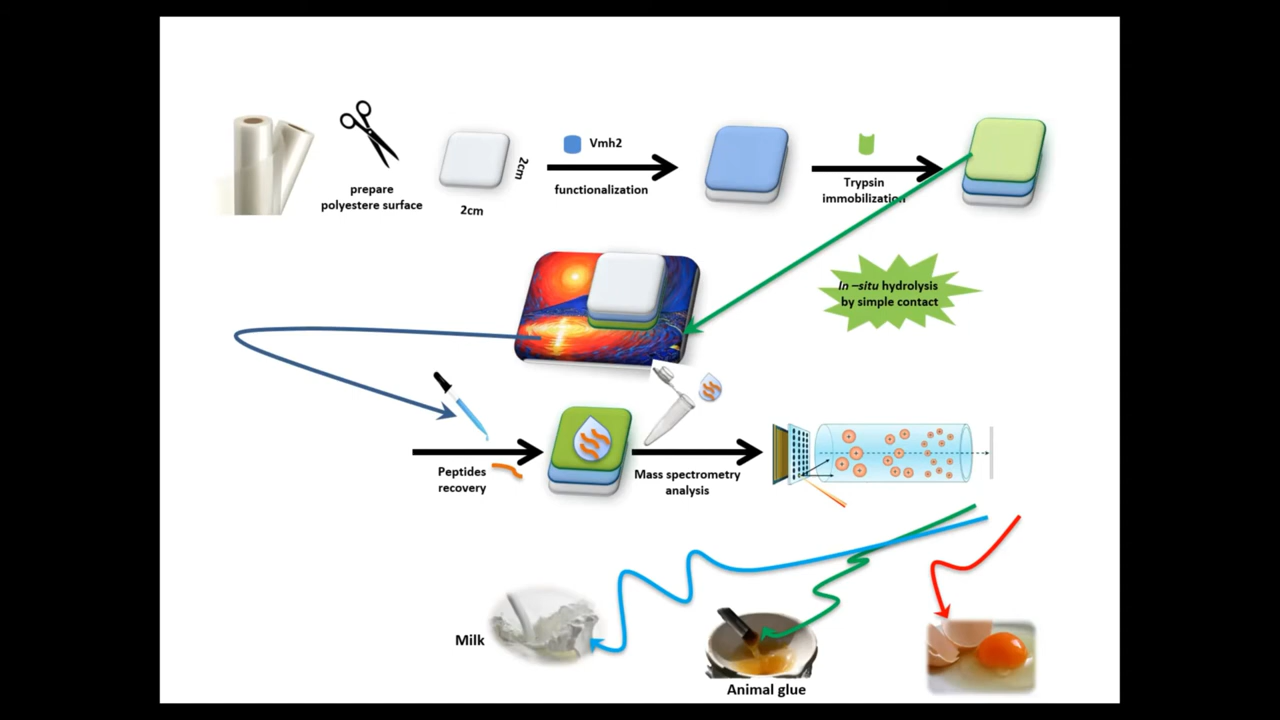 Vmh2
prepare
polyestere surface
2cm
2cm
functionalization
Trypsin
immobilization
In –situ hydrolysis
by simple contact
Peptides
recovery
Mass spectrometry
analysis
Milk
Animal glue